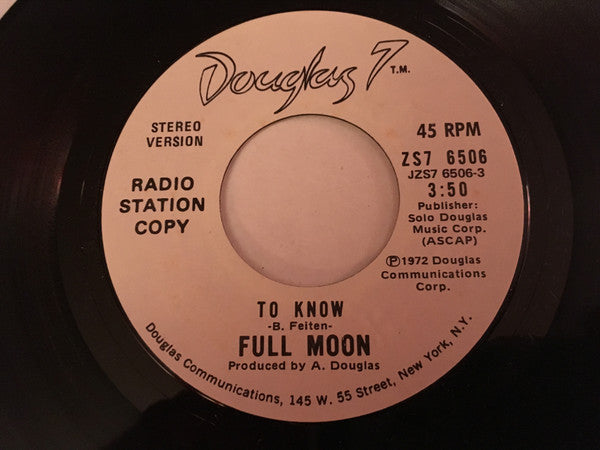 Douglas 7 T.M.
STEREO
VERSION
RADIO
STATION
COPY
45 RPM
ZS7 6506
JZS7 6506-3
3:50
Publisher:
Solo Douglas
Music Corp.
(ASCAP)
Ⓟ1972 Douglas
Communications
Corp.
TO KNOW
-B. Feiten-
FULL MOON
Produced by A. Douglas
Douglas Communications, 145 W. 55 Street, New York, N.Y.